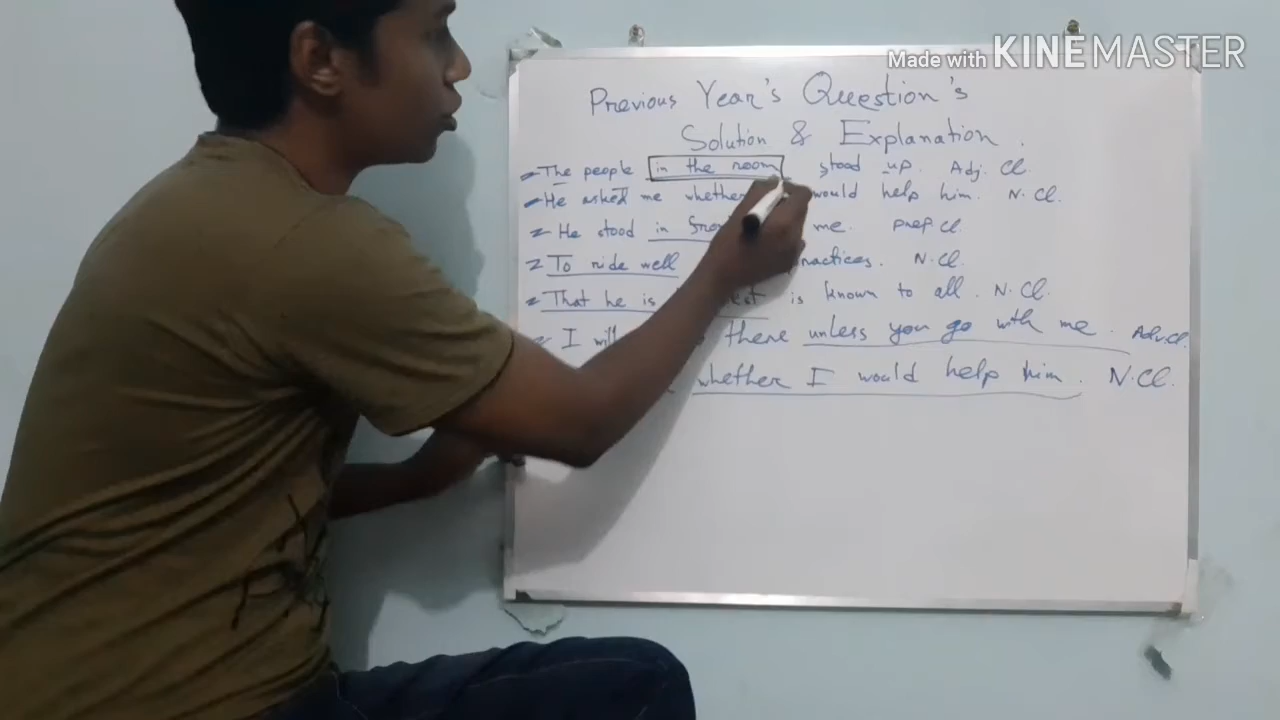 Made with KINEMASTER
Previous Year's Question's
Solution & Explanation.
The people in the room stood up. Adj. Cl.
He asked me whether would help him. N. Cl.
He stood in me. prep Cl.
To ride well practices. N. Cl.
That he is is known to all. N. Cl.
I will there unless you go with me. Adv. Cl.
whether I would help him. N. Cl.